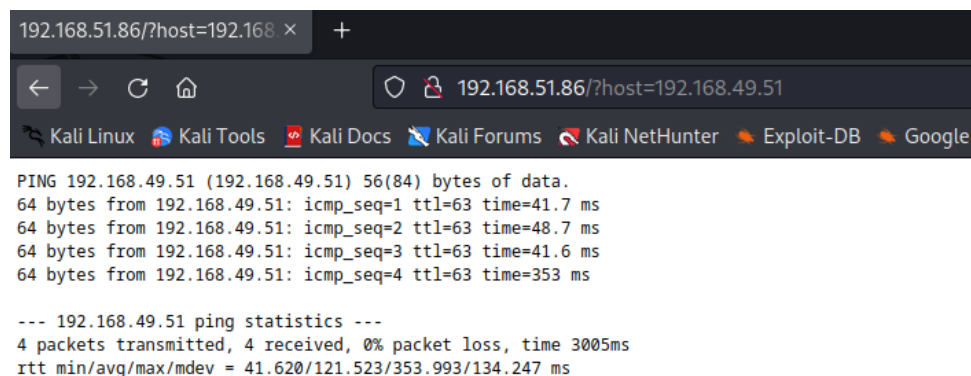 192.168.51.86/?host=192.168
192.168.51.86/?host=192.168.49.51
Kali Linux Kali Tools Kali Docs Kali Forums Kali NetHunter Exploit-DB Google
PING 192.168.49.51 (192.168.49.51) 56(84) bytes of data.
64 bytes from 192.168.49.51: icmp_seq=1 ttl=63 time=41.7 ms
64 bytes from 192.168.49.51: icmp_seq=2 ttl=63 time=48.7 ms
64 bytes from 192.168.49.51: icmp_seq=3 ttl=63 time=41.6 ms
64 bytes from 192.168.49.51: icmp_seq=4 ttl=63 time=353 ms
--- 192.168.49.51 ping statistics ---
4 packets transmitted, 4 received, 0% packet loss, time 3005ms
rtt min/avg/max/mdev = 41.620/121.523/353.993/134.247 ms